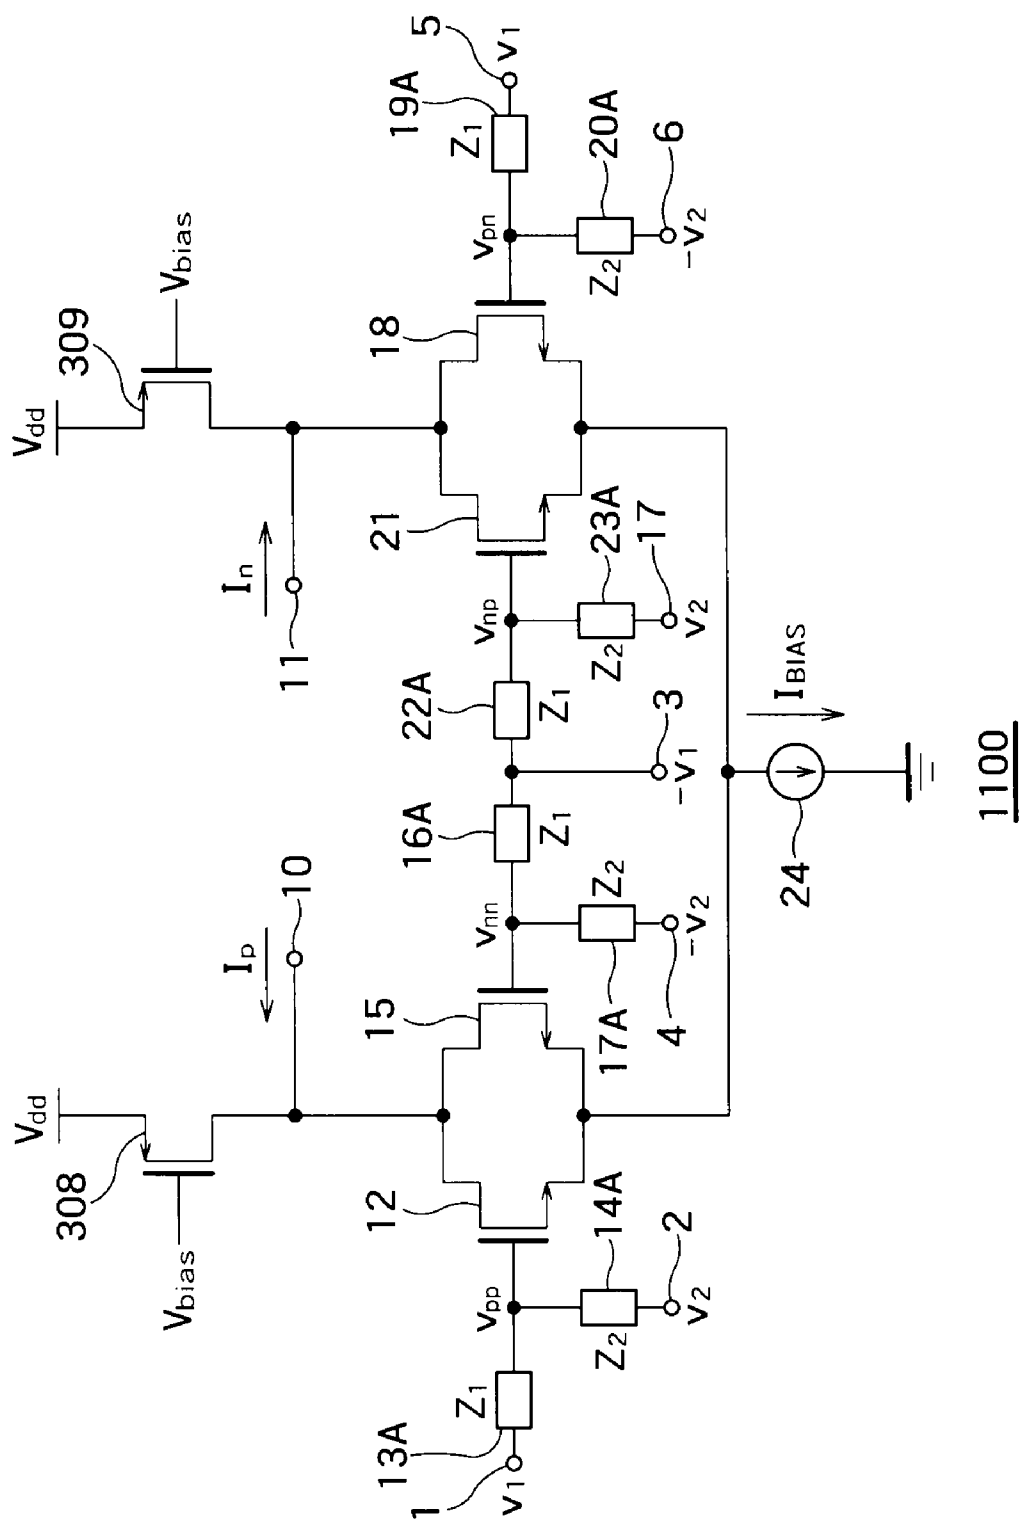 Vdd
Vdd
308
309
Vbias
Vbias
Ip
In
10
11
12
15
21
18
13A
Z1
16A
Z1
22A
Z1
19A
Z1
1
v1
vpp
vnn
vnp
vpn
5
v1
14A
Z2
2
v2
17A
Z2
4
-v2
3
-v1
23A
Z2
17
v2
20A
Z2
6
-v2
24
IBIAS
1100